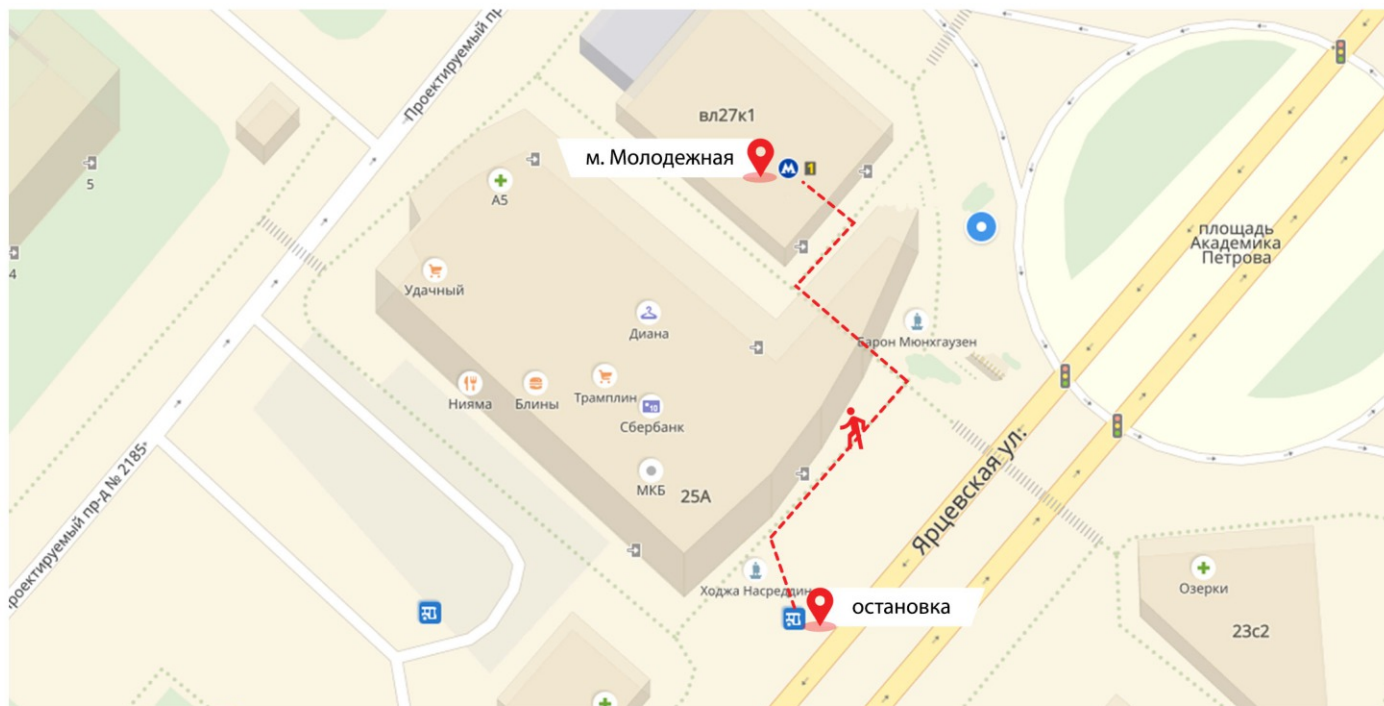 Проектируемый пр
вл27к1
м. Молодежная
1
5
А5
площадь
Академика
Петрова
4
Удачный
Диана
Барон Мюнхгаузен
Нияма
Блины
Трамплин
10
Сбербанк
Ярцевская ул.
Проектируемый пр-д № 2185
МКБ
25А
Ходжа Насреддин
остановка
Озерки
23с2